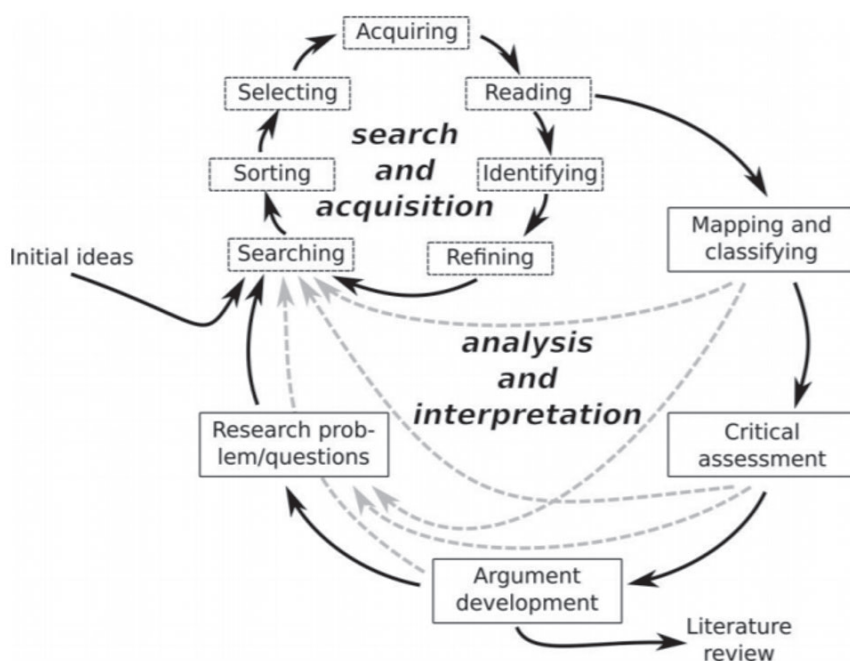 Acquiring
Selecting
Reading
search
and
acquisition
Sorting
Identifying
Initial ideas
Searching
Refining
Mapping and
classifying
analysis
and
interpretation
Research prob-
lem/questions
Critical
assessment
Argument
development
Literature
review